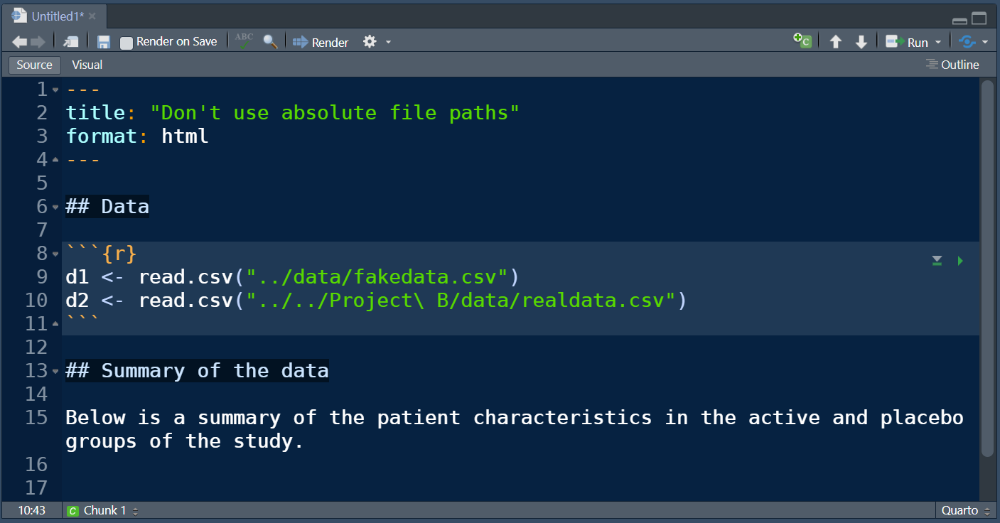 Untitled1*
Render on Save ABC Render Run
Source Visual Outline
1 ---
2 title: "Don't use absolute file paths"
3 format: html
4 ---
5
6 ## Data
7
8 ```{r}
9 d1 <- read.csv("../data/fakedata.csv")
10 d2 <- read.csv("../../Project\ B/data/realdata.csv")
11 ```
12
13 ## Summary of the data
14
15 Below is a summary of the patient characteristics in the active and placebo
groups of the study.
16
17
10:43 C Chunk 1 Quarto